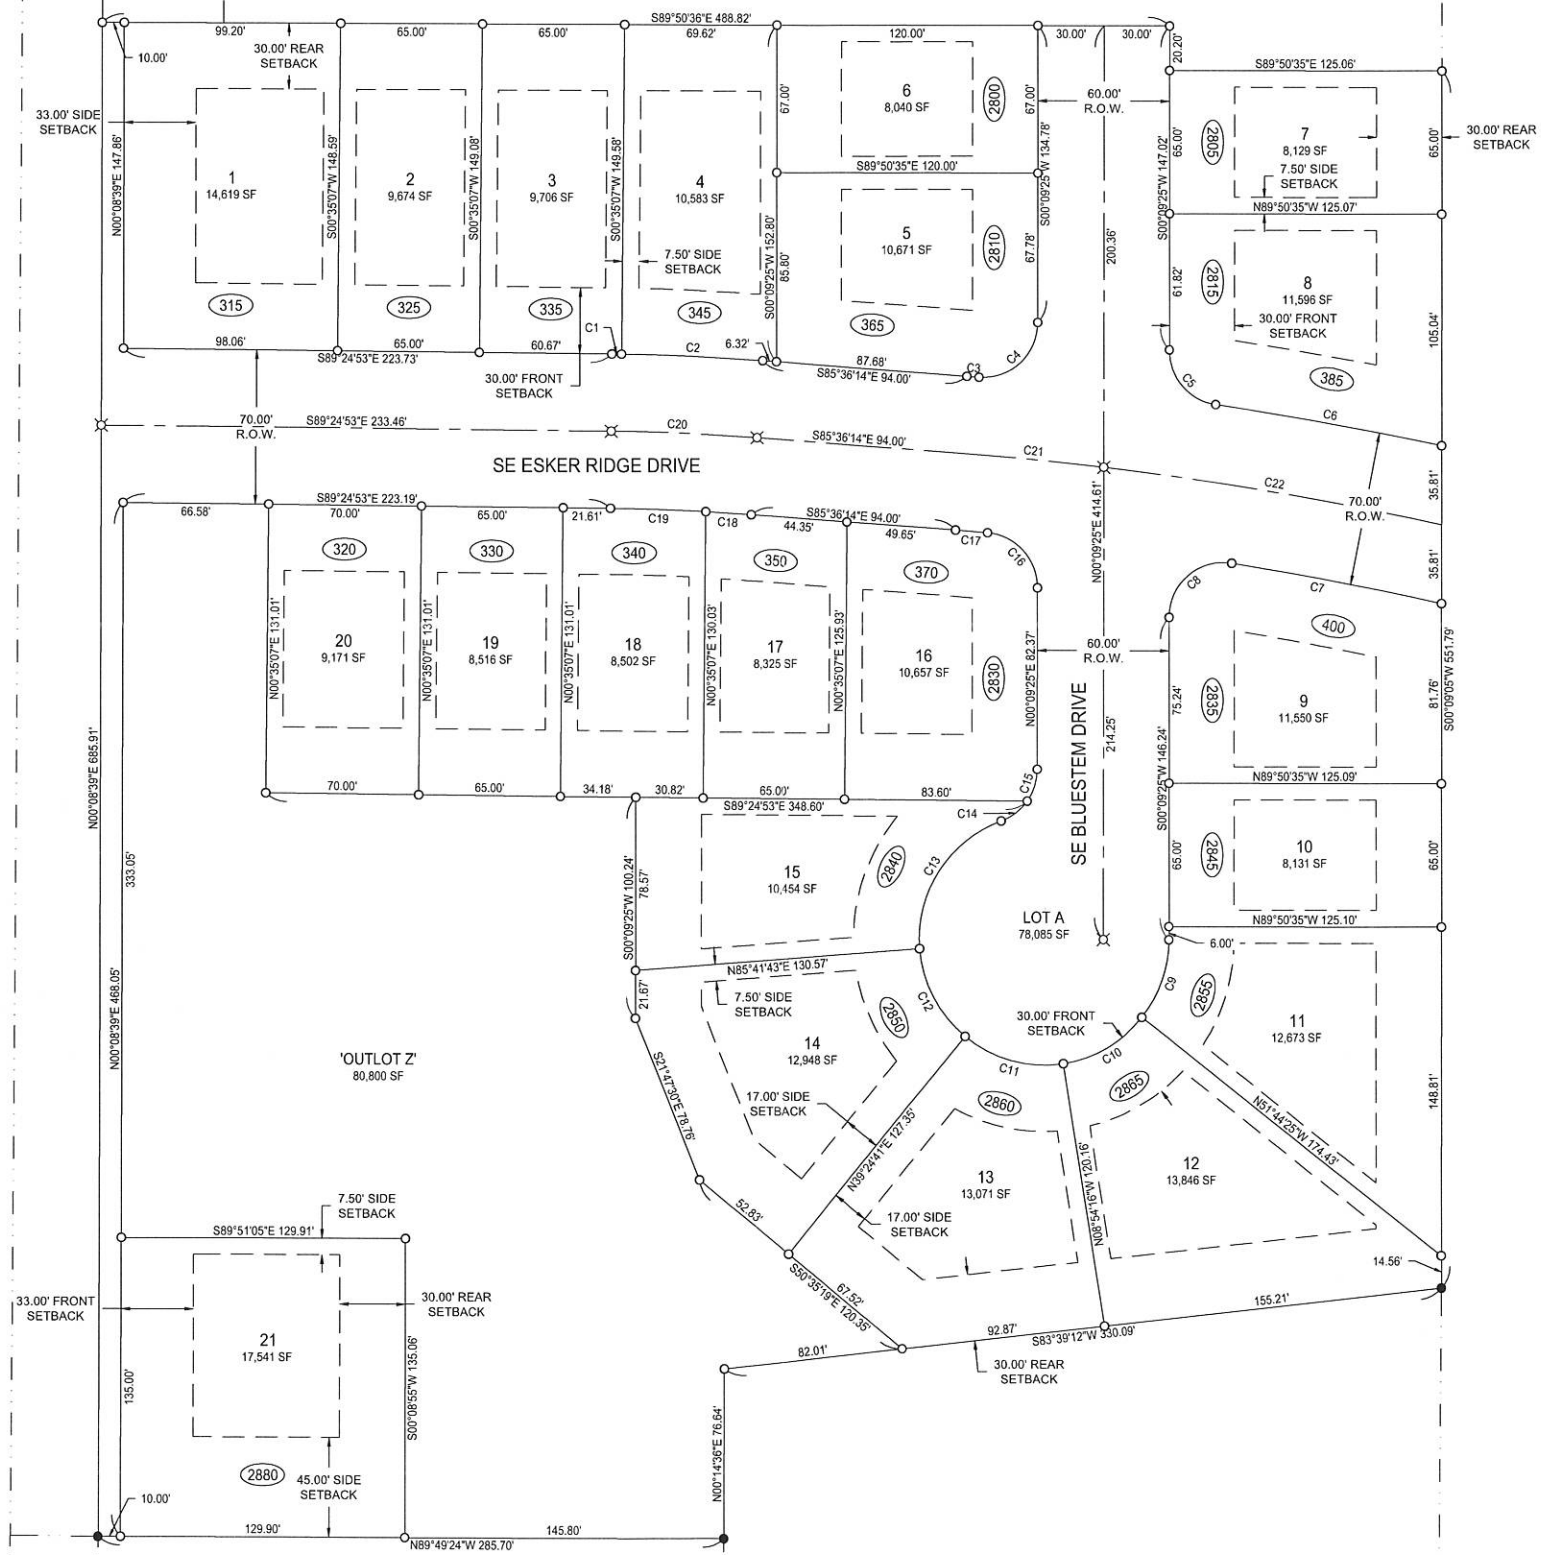 S89°50'36"E 488.82'
99.20'
65.00'
65.00'
69.62'
120.00'
30.00'
30.00'
20.20'
10.00'
30.00' REAR
SETBACK
S89°50'35"E 125.06'
33.00' SIDE
SETBACK
N00°08'39"E 147.86'
1
14,619 SF
S00°35'07"W 148.59'
2
9,674 SF
S00°35'07"W 149.08'
3
9,706 SF
S00°35'07"W 149.58'
4
10,583 SF
67.00'
6
8,040 SF
2800
67.00'
60.00'
R.O.W.
S00°09'25"W 134.78'
S89°50'35"E 120.00'
S00°09'25"W 147.02'
65.00'
2805
7
8,129 SF
7.50' SIDE
SETBACK
65.00'
30.00' REAR
SETBACK
N89°50'35"W 125.07'
7.50' SIDE
SETBACK
S00°09'25"W 152.80'
85.80'
5
10,671 SF
2810
67.78'
200.36'
61.82'
2815
8
11,596 SF
30.00' FRONT
SETBACK
105.04'
315
325
335
345
365
385
C1
C2
6.32'
C3
C4
C5
C6
98.06'
65.00'
60.67'
87.68'
S89°24'53"E 223.73'
S85°36'14"E 94.00'
30.00' FRONT
SETBACK
70.00'
R.O.W.
S89°24'53"E 233.46'
C20
S85°36'14"E 94.00'
C21
C22
SE ESKER RIDGE DRIVE
35.81'
70.00'
R.O.W.
35.81'
N00°09'25"E 414.61'
S89°24'53"E 223.19'
66.58'
70.00'
65.00'
21.61'
C19
C18
S85°36'14"E 94.00'
44.35'
49.65'
C17
C16
C8
C7
320
330
340
350
370
400
N00°35'07"E 131.01'
20
9,171 SF
N00°35'07"E 131.01'
19
8,516 SF
N00°35'07"E 131.01'
18
8,502 SF
N00°35'07"E 130.03'
17
8,325 SF
N00°35'07"E 125.93'
16
10,657 SF
2830
N00°09'25"E 82.37'
60.00'
R.O.W.
75.24'
2835
9
11,550 SF
81.76'
S00°09'05"W 551.79'
N00°08'39"E 685.91'
SE BLUESTEM DRIVE
214.25'
S00°09'25"W 146.24'
N89°50'35"W 125.09'
70.00'
65.00'
34.18'
30.82'
65.00'
83.60'
S89°24'53"E 348.60'
C15
C14
C13
333.05'
S00°09'25"W 100.24'
78.57'
15
10,454 SF
2840
65.00'
2845
10
8,131 SF
65.00'
LOT A
78,085 SF
N89°50'35"W 125.10'
6.00'
N85°41'43"E 130.57'
7.50' SIDE
SETBACK
21.67'
C12
2850
C9
2855
30.00' FRONT
SETBACK
11
12,673 SF
N00°08'39"E 468.05'
'OUTLOT Z'
80,800 SF
14
12,948 SF
C11
C10
2860
2865
S21°47'30"E 78.76'
17.00' SIDE
SETBACK
N39°24'41"E 127.35'
148.81'
N51°44'25"W 174.43'
12
13,846 SF
13
13,071 SF
N08°54'16"W 120.16'
17.00' SIDE
SETBACK
52.83'
7.50' SIDE
SETBACK
S89°51'05"E 129.91'
14.56'
67.52'
S50°35'19"E 120.35'
155.21'
33.00' FRONT
SETBACK
30.00' REAR
SETBACK
21
17,541 SF
S00°08'55"W 135.06'
92.87'
S83°39'12"W 330.09'
82.01'
30.00' REAR
SETBACK
135.00'
N00°14'36"E 76.64'
2880
45.00' SIDE
SETBACK
10.00'
129.90'
145.80'
N89°49'24"W 285.70'